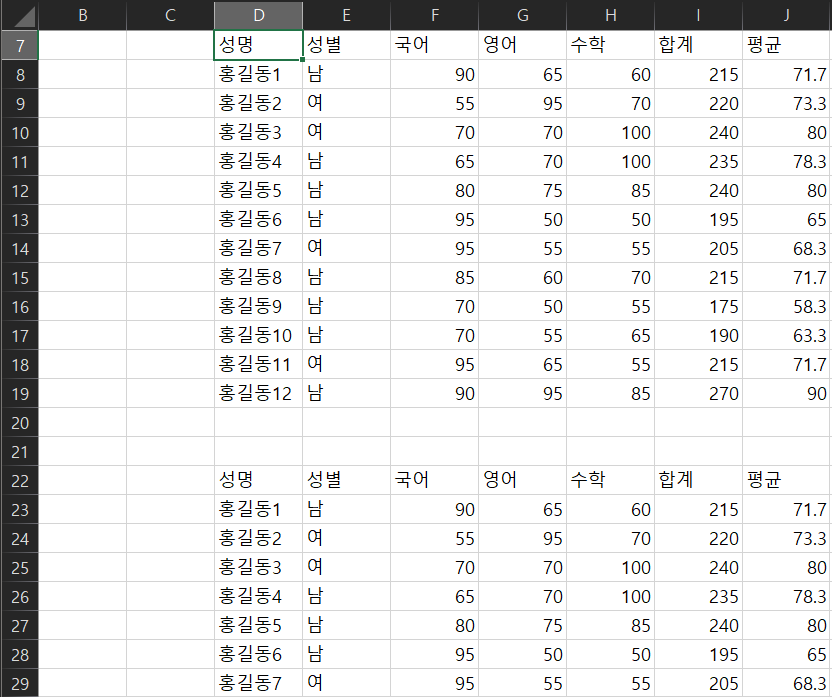 B C D E F G H I J
7 성명 성별 국어 영어 수학 합계 평균
8 홍길동1 남 90 65 60 215 71.7
9 홍길동2 여 55 95 70 220 73.3
10 홍길동3 여 70 70 100 240 80
11 홍길동4 남 65 70 100 235 78.3
12 홍길동5 남 80 75 85 240 80
13 홍길동6 남 95 50 50 195 65
14 홍길동7 여 95 55 55 205 68.3
15 홍길동8 남 85 60 70 215 71.7
16 홍길동9 남 70 50 55 175 58.3
17 홍길동10 남 70 55 65 190 63.3
18 홍길동11 여 95 65 55 215 71.7
19 홍길동12 남 90 95 85 270 90
20
21
22 성명 성별 국어 영어 수학 합계 평균
23 홍길동1 남 90 65 60 215 71.7
24 홍길동2 여 55 95 70 220 73.3
25 홍길동3 여 70 70 100 240 80
26 홍길동4 남 65 70 100 235 78.3
27 홍길동5 남 80 75 85 240 80
28 홍길동6 남 95 50 50 195 65
29 홍길동7 여 95 55 55 205 68.3